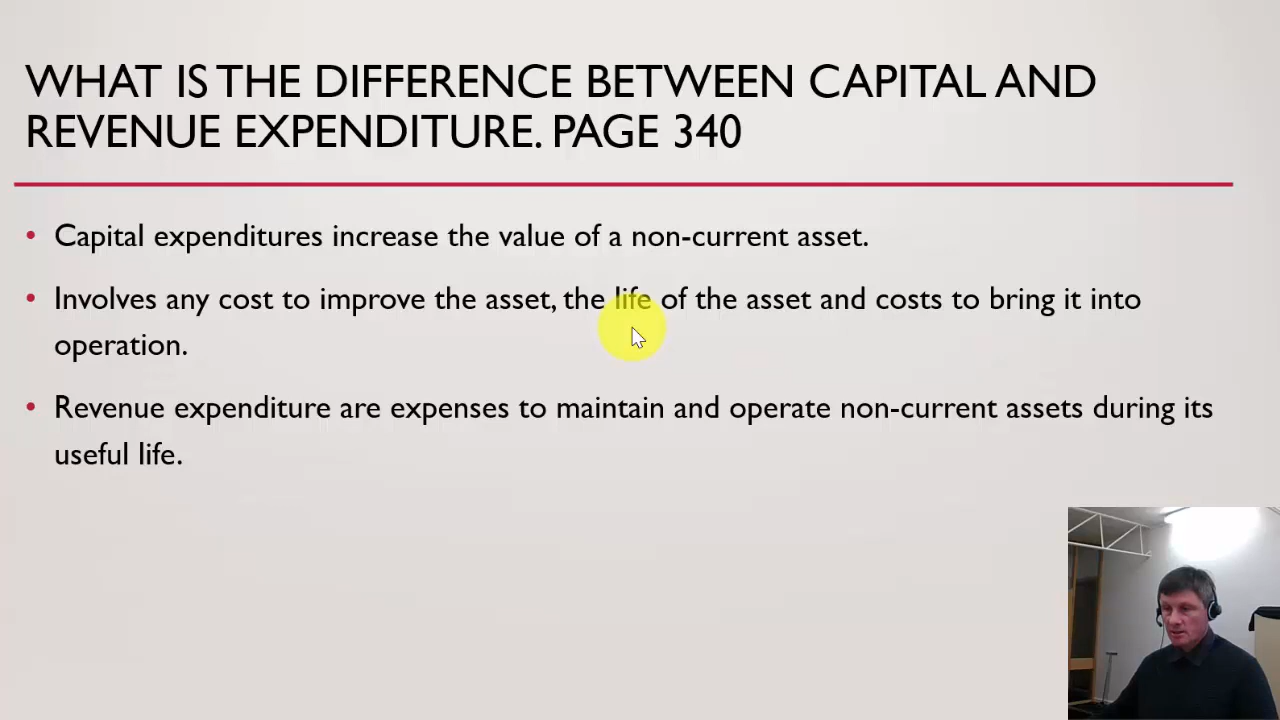 WHAT IS THE DIFFERENCE BETWEEN CAPITAL AND
REVENUE EXPENDITURE. PAGE 340
• Capital expenditures increase the value of a non-current asset.
• Involves any cost to improve the asset, the life of the asset and costs to bring it into
operation.
• Revenue expenditure are expenses to maintain and operate non-current assets during its
useful life.